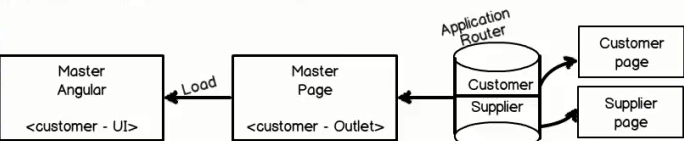 Master
Angular
<customer - UI>
Load
Master
Page
<customer - Outlet>
Application
Router
Customer
Supplier
Customer
page
Supplier
page